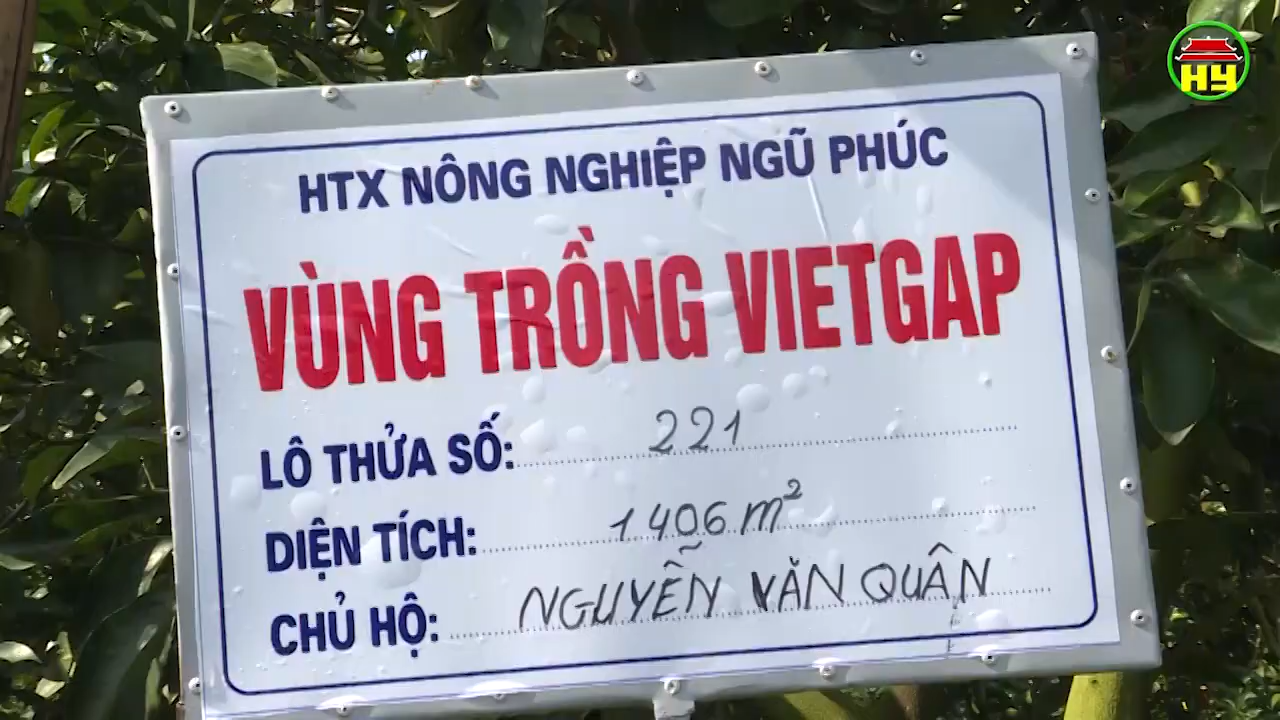 HY
HTX NÔNG NGHIỆP NGŨ PHÚC
VÙNG TRỒNG VIETGAP
LÔ THỬA SỐ: 221
DIỆN TÍCH: 1406 m²
CHỦ HỘ: NGUYỄN VĂN QUÂN